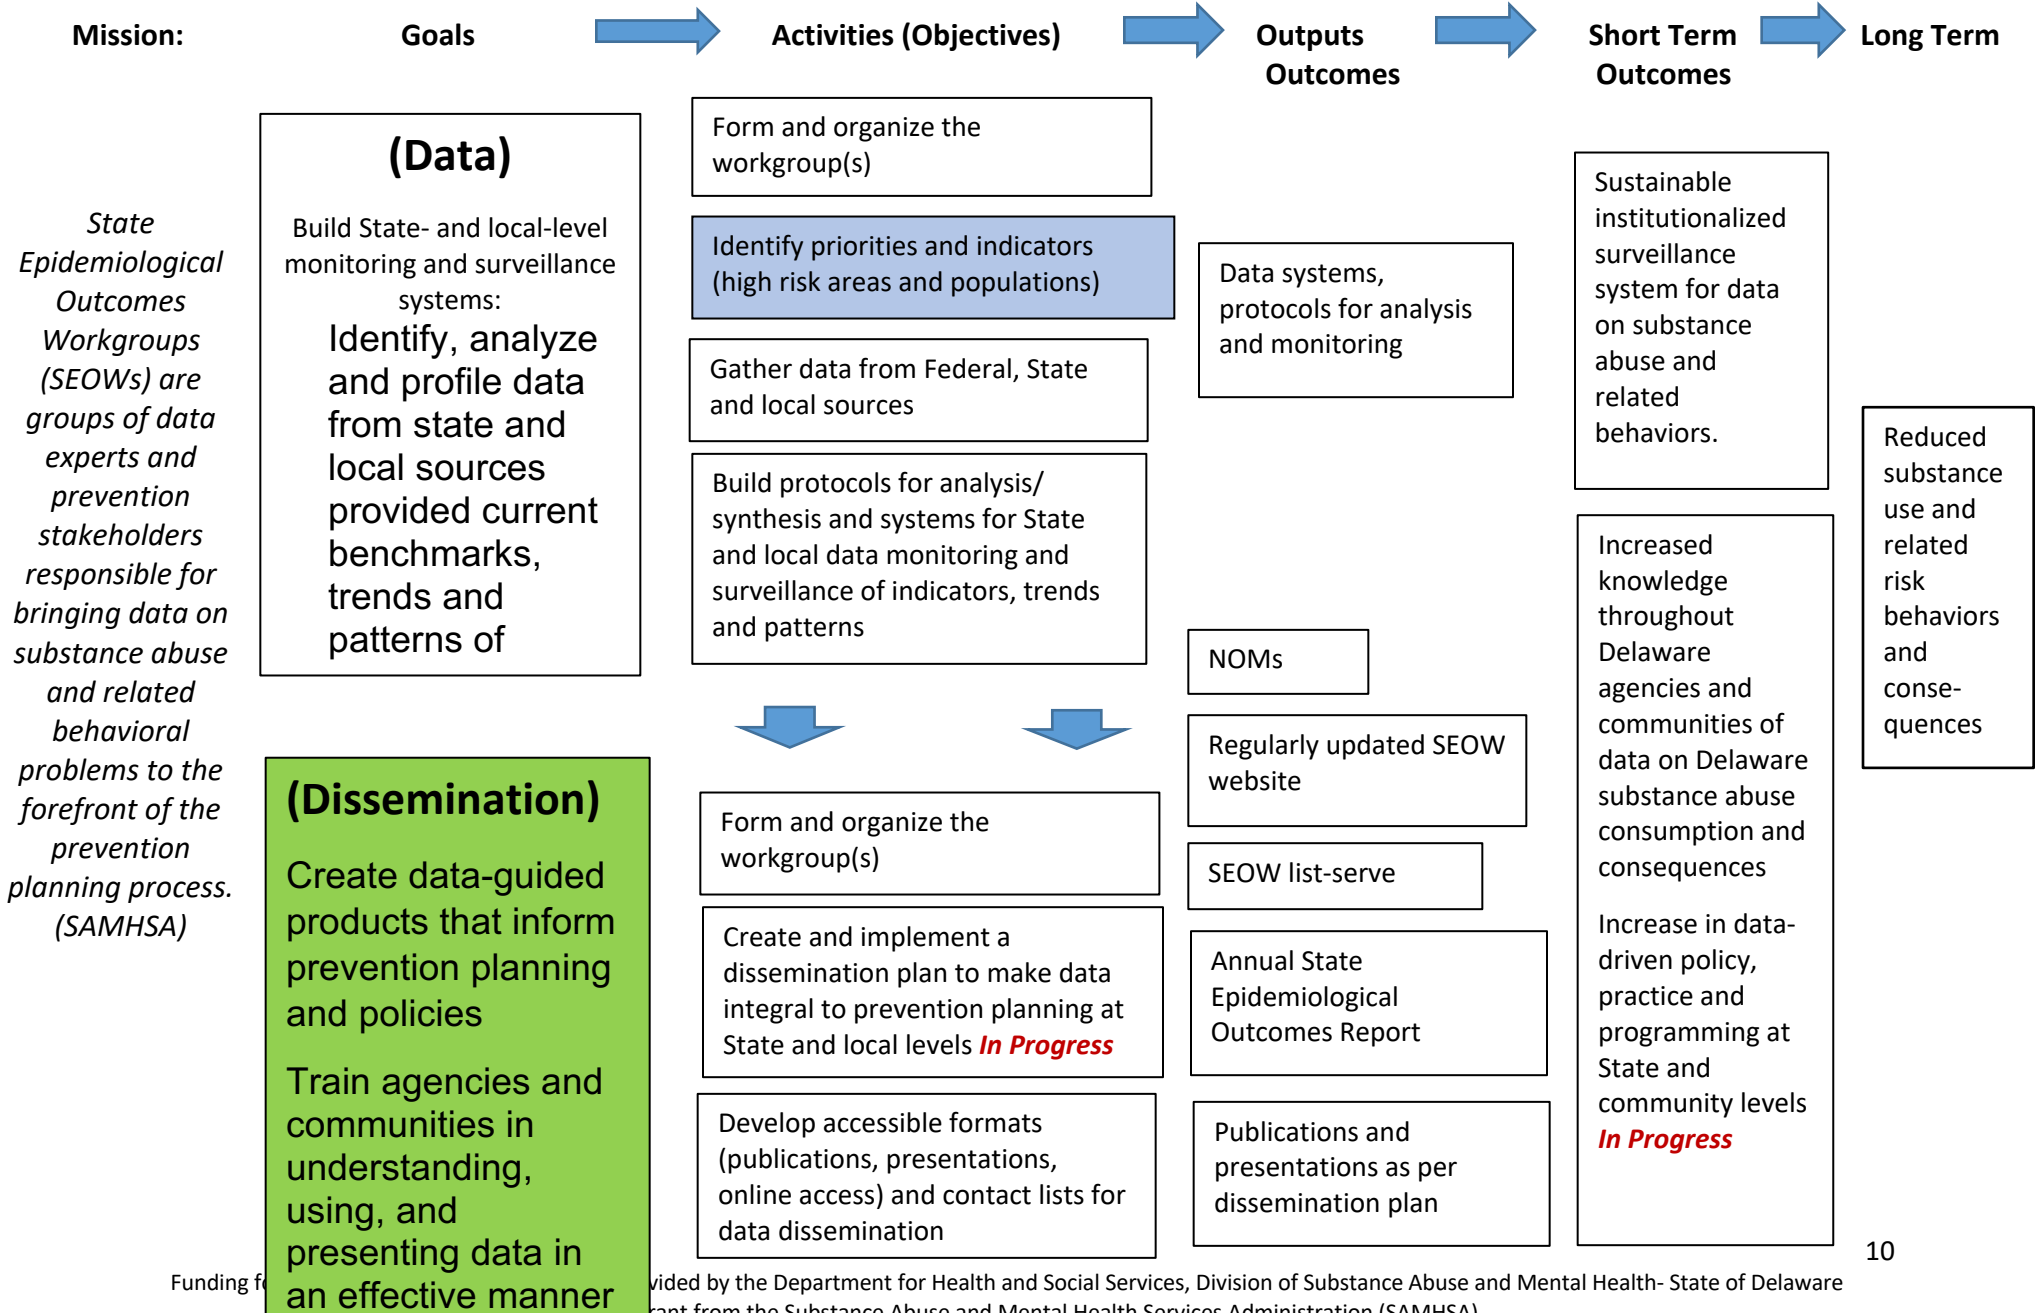 Mission:
Goals
Activities (Objectives)
Outputs
Outcomes
Short Term
Outcomes
Long Term
State
Epidemiological
Outcomes
Workgroups
(SEOWs) are
groups of data
experts and
prevention
stakeholders
responsible for
bringing data on
substance abuse
and related
behavioral
problems to the
forefront of the
prevention
planning process.
(SAMHSA)
(Data)
Build State- and local-level
monitoring and surveillance
systems:
Identify, analyze
and profile data
from state and
local sources
provided current
benchmarks,
trends and
patterns of
(Dissemination)
Create data-guided
products that inform
prevention planning
and policies
Train agencies and
communities in
understanding,
using, and
presenting data in
an effective manner
Form and organize the
workgroup(s)
Identify priorities and indicators
(high risk areas and populations)
Gather data from Federal, State
and local sources
Build protocols for analysis/
synthesis and systems for State
and local data monitoring and
surveillance of indicators, trends
and patterns
Form and organize the
workgroup(s)
Create and implement a
dissemination plan to make data
integral to prevention planning at
State and local levels In Progress
Develop accessible formats
(publications, presentations,
online access) and contact lists for
data dissemination
Data systems,
protocols for analysis
and monitoring
NOMs
Regularly updated SEOW
website
SEOW list-serve
Annual State
Epidemiological
Outcomes Report
Publications and
presentations as per
dissemination plan
Sustainable
institutionalized
surveillance
system for data
on substance
abuse and
related
behaviors.
Increased
knowledge
throughout
Delaware
agencies and
communities of
data on Delaware
substance abuse
consumption and
consequences
Increase in data-
driven policy,
practice and
programming at
State and
community levels
In Progress
Reduced
substance
use and
related
risk
behaviors
and
conse-
quences
10
Funding by the Department for Health and Social Services, Division of Substance Abuse and Mental Health- State of Delaware
from the Substance Abuse and Mental Health Services Administration (SAMHSA)